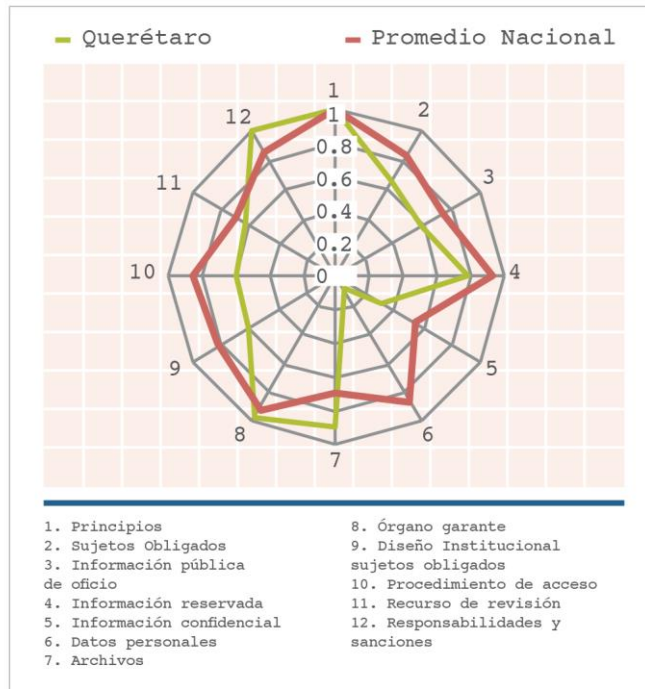 Querétaro
Promedio Nacional
1
12
2
1
0.8
11
3
0.6
0.4
0.2
10
0
4
9
5
8
6
7
1. Principios
2. Sujetos Obligados
3. Información pública
de oficio
4. Información reservada
5. Información confidencial
6. Datos personales
7. Archivos
8. Órgano garante
9. Diseño Institucional
sujetos obligados
10. Procedimiento de acceso
11. Recurso de revisión
12. Responsabilidades y
sanciones